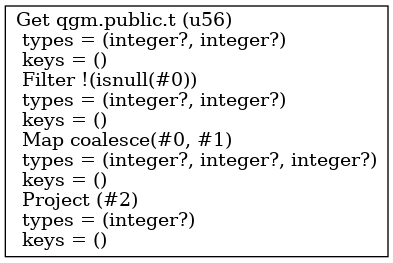 Get qgm.public.t (u56)
types = (integer?, integer?)
keys = ()
Filter !(isnull(#0))
types = (integer?, integer?)
keys = ()
Map coalesce(#0, #1)
types = (integer?, integer?, integer?)
keys = ()
Project (#2)
types = (integer?)
keys = ()